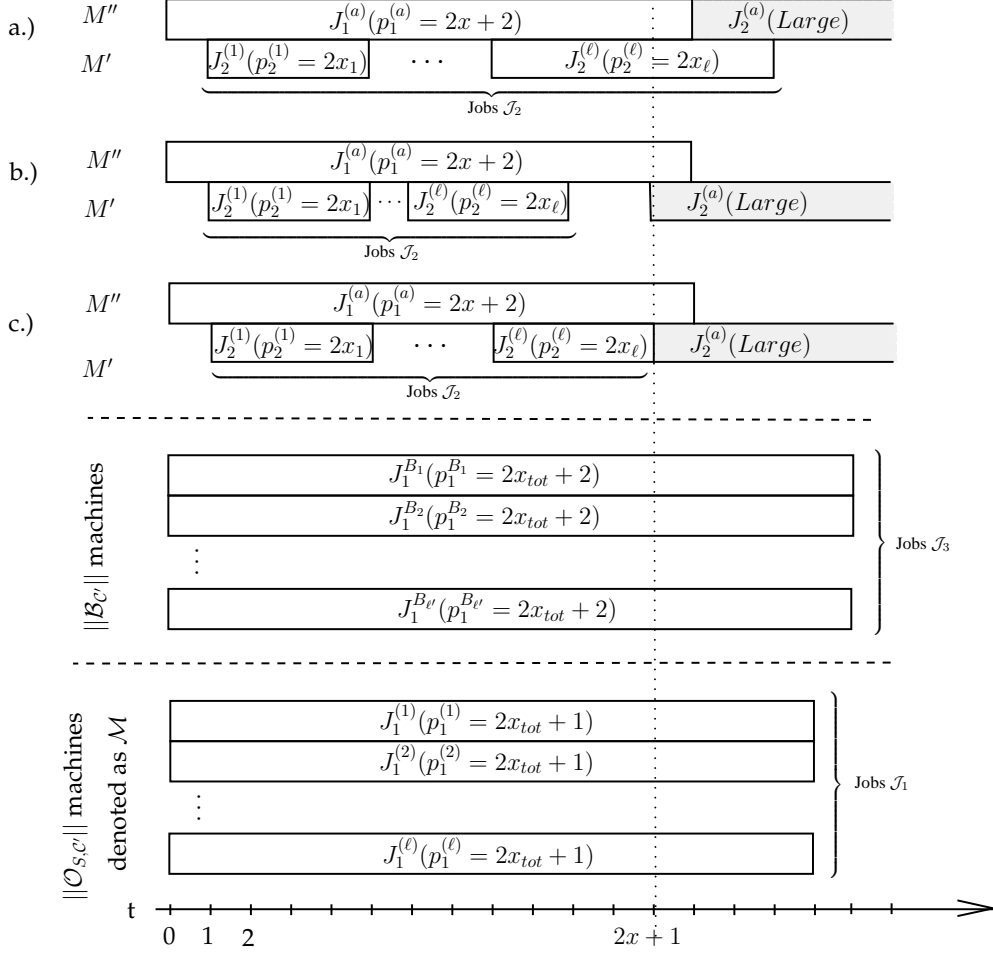 a.) M'' J_1^{(a)}(p_1^{(a)} = 2x + 2) J_2^{(a)}(Large)
M' J_2^{(1)}(p_2^{(1)} = 2x_1) ⋯ J_2^{(ℓ)}(p_2^{(ℓ)} = 2x_ℓ)
Jobs 𝒥_2
b.) M'' J_1^{(a)}(p_1^{(a)} = 2x + 2)
M' J_2^{(1)}(p_2^{(1)} = 2x_1) ⋯ J_2^{(ℓ)}(p_2^{(ℓ)} = 2x_ℓ) J_2^{(a)}(Large)
Jobs 𝒥_2
c.) M'' J_1^{(a)}(p_1^{(a)} = 2x + 2)
M' J_2^{(1)}(p_2^{(1)} = 2x_1) ⋯ J_2^{(ℓ)}(p_2^{(ℓ)} = 2x_ℓ) J_2^{(a)}(Large)
Jobs 𝒥_2
||ℬ_{𝒞'}|| machines
J_1^{B_1}(p_1^{B_1} = 2x_{tot} + 2)
J_1^{B_2}(p_1^{B_2} = 2x_{tot} + 2)
⋮
J_1^{B_{ℓ'}}(p_1^{B_{ℓ'}} = 2x_{tot} + 2)
Jobs 𝒥_3
||𝒪_{S,𝒞'}|| machines
denoted as ℳ
J_1^{(1)}(p_1^{(1)} = 2x_{tot} + 1)
J_1^{(2)}(p_1^{(2)} = 2x_{tot} + 1)
⋮
J_1^{(ℓ)}(p_1^{(ℓ)} = 2x_{tot} + 1)
Jobs 𝒥_1
t
0 1 2 2x + 1